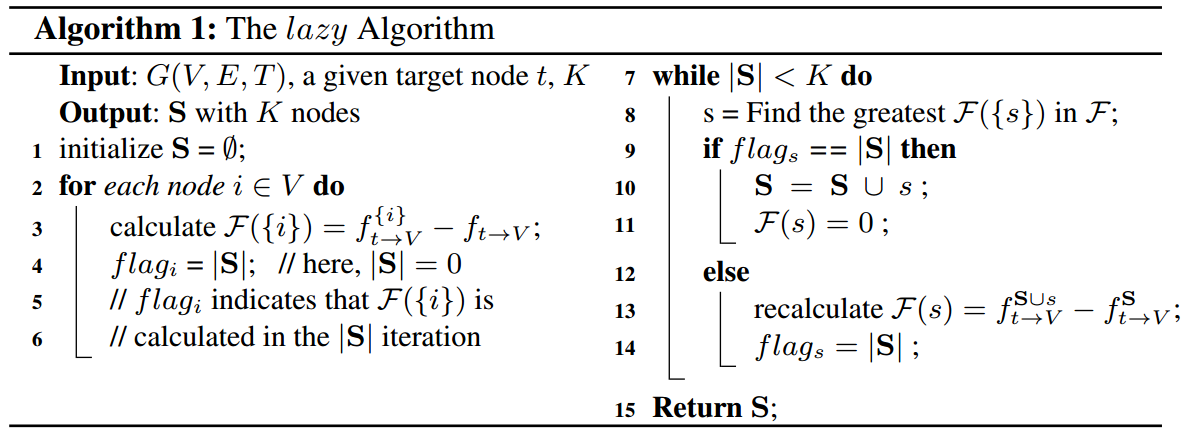 Algorithm 1: The lazy Algorithm
Input: G(V, E, T), a given target node t, K
Output: S with K nodes
1 initialize S = ∅;
2 for each node i ∈ V do
3 calculate F({i}) = f_{t→V}^{{i}} − f_{t→V};
4 flag_i = |S|; // here, |S| = 0
5 // flag_i indicates that F({i}) is
6 // calculated in the |S| iteration
7 while |S| < K do
8 s = Find the greatest F({s}) in F;
9 if flag_s == |S| then
10 S = S ∪ s ;
11 F(s) = 0 ;
12 else
13 recalculate F(s) = f_{t→V}^{S∪s} − f_{t→V}^{S};
14 flag_s = |S| ;
15 Return S;